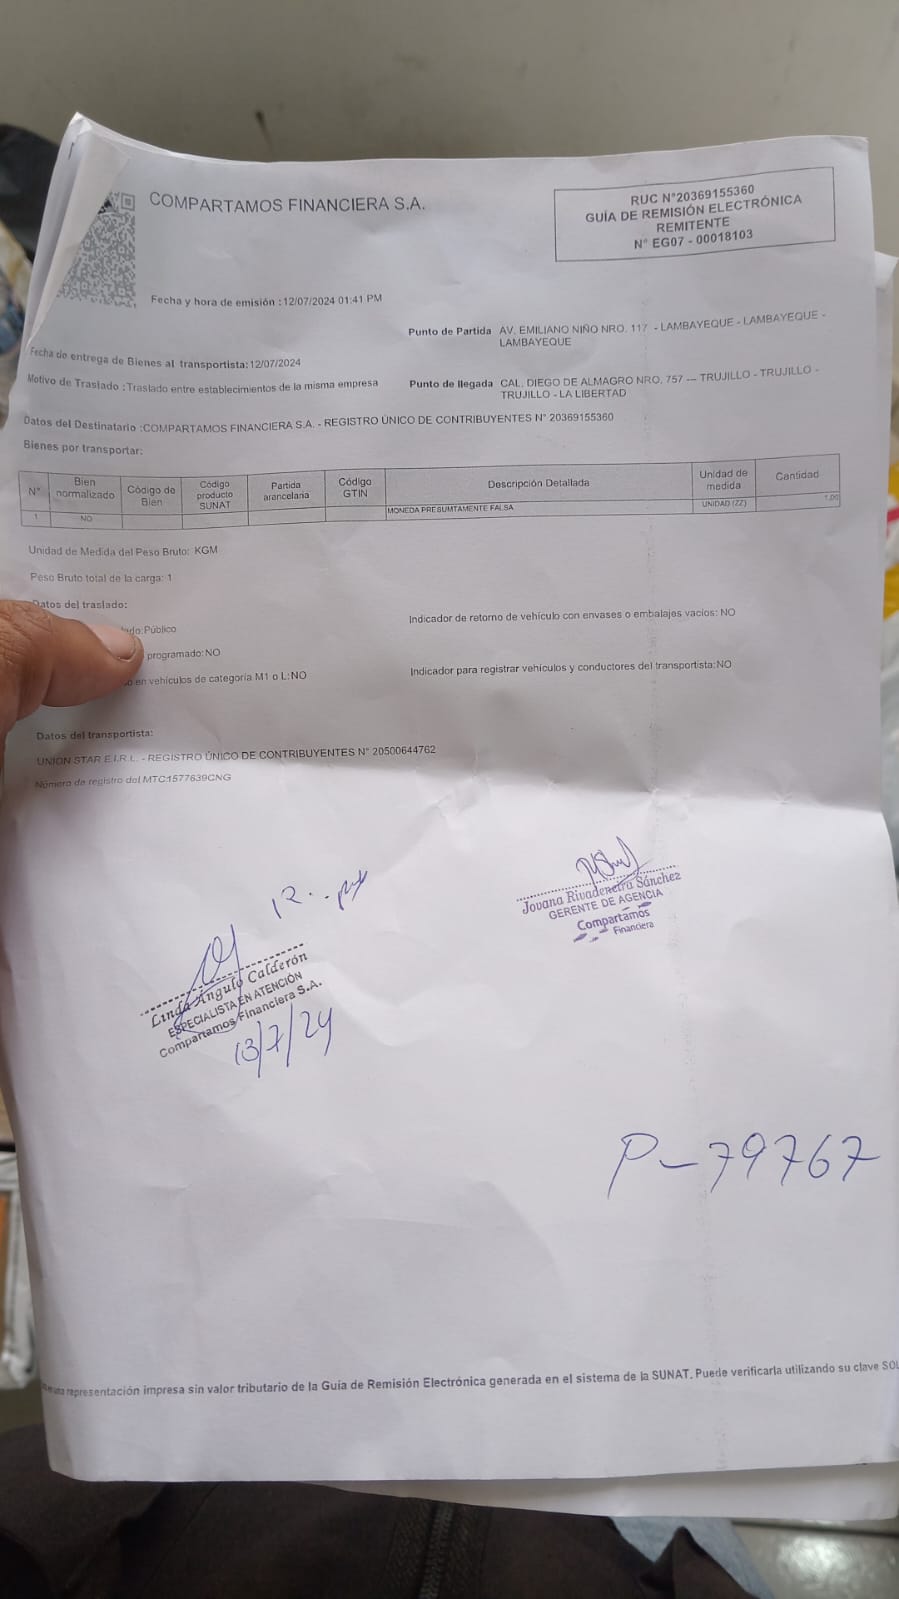 COMPARTAMOS FINANCIERA S.A.
RUC N°20369155360
GUÍA DE REMISIÓN ELECTRÓNICA
REMITENTE
N° EG07 - 00018103
Fecha y hora de emisión : 12/07/2024 01:41 PM
Punto de Partida AV. EMILIANO NIÑO NRO. 117 - LAMBAYEQUE - LAMBAYEQUE -
LAMBAYEQUE
Fecha de entrega de Bienes al transportista: 12/07/2024
Motivo de Traslado : Traslado entre establecimientos de la misma empresa
Punto de llegada CAL. DIEGO DE ALMAGRO NRO. 757 --- TRUJILLO - TRUJILLO -
TRUJILLO - LA LIBERTAD
Datos del Destinatario :COMPARTAMOS FINANCIERA S.A. - REGISTRO ÚNICO DE CONTRIBUYENTES N° 20369155360
Bienes por transportar:
N° Bien normalizado Código de Bien Código producto SUNAT Partida arancelaria Código GTIN Descripción Detallada Unidad de medida Cantidad
1 NO MONEDA PRESUMTAMENTE FALSA UNIDAD (ZZ) 1.00
Unidad de Medida del Peso Bruto: KGM
Peso Bruto total de la carga: 1
Datos del traslado:
Público
Indicador de retorno de vehículo con envases o embalajes vacíos: NO
programado: NO
en vehículos de categoría M1 o L: NO
Indicador para registrar vehículos y conductores del transportista: NO
Datos del transportista:
UNION STAR E.I.R.L. - REGISTRO ÚNICO DE CONTRIBUYENTES N° 20500644762
Número de registro del MTC:1577639CNG
Jovana Rivadeneira Sánchez
GERENTE DE AGENCIA
Compartamos
Financiera
Linda Angulo Calderón
ESPECIALISTA EN ATENCIÓN
Compartamos Financiera S.A.
13/7/24
P-79767
representación impresa sin valor tributario de la Guía de Remisión Electrónica generada en el sistema de la SUNAT. Puede verificarla utilizando su clave SOL